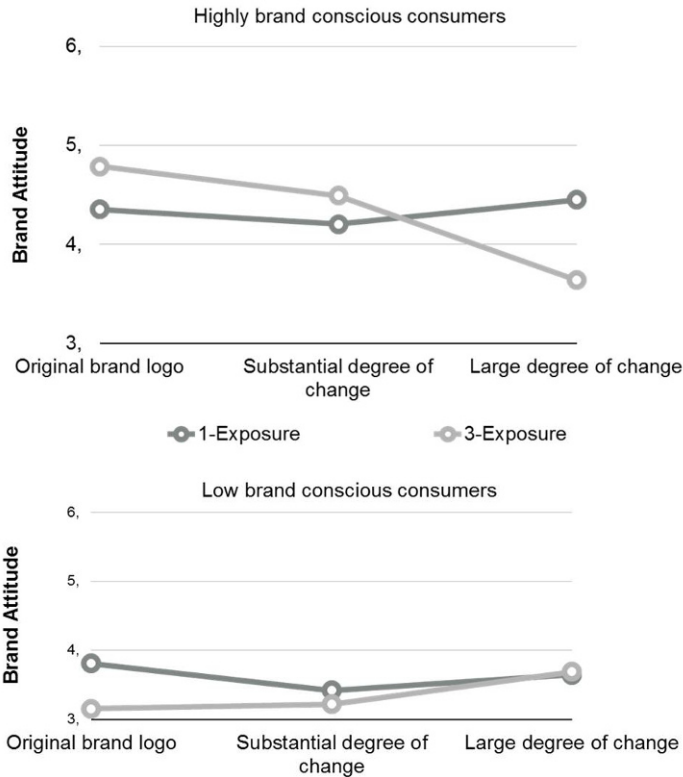 Highly brand conscious consumers
6,
5,
4,
3,
Brand Attitude
Original brand logo
Substantial degree of
change
Large degree of change
1-Exposure
3-Exposure
Low brand conscious consumers
6,
5,
4,
3,
Brand Attitude
Original brand logo
Substantial degree of
change
Large degree of change